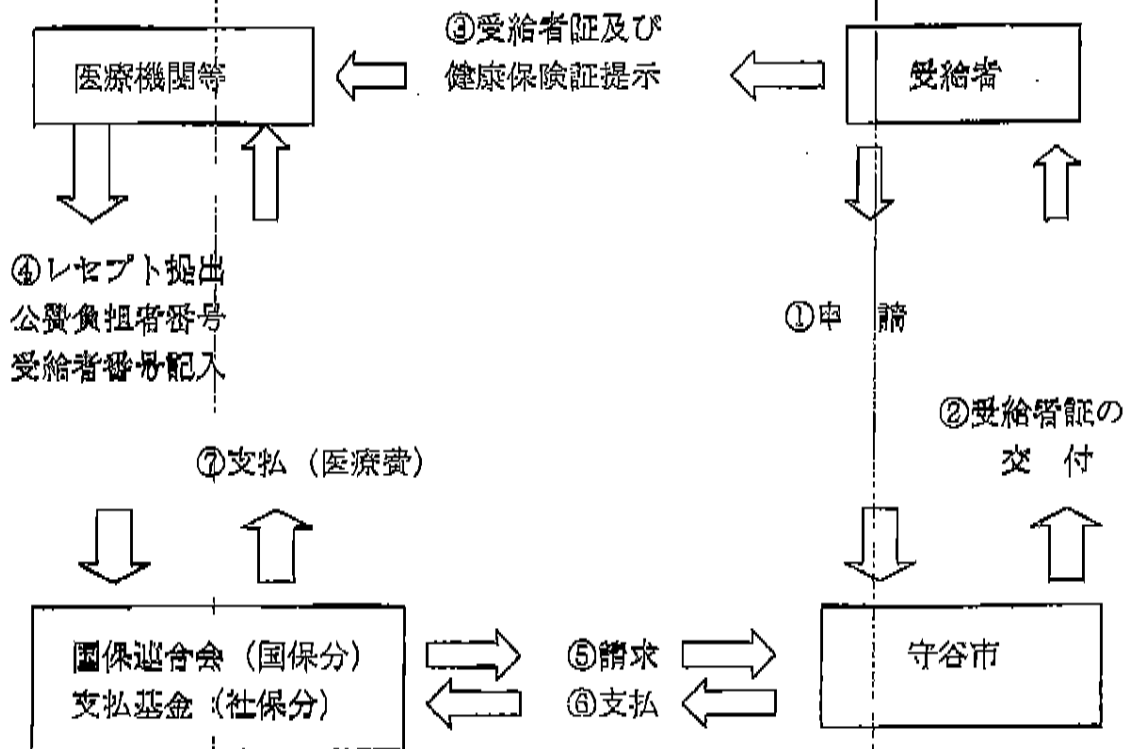 ③受給者証及び
健康保険証提示
医療機関等
受給者
④レセプト提出
公費負担者番号
受給者番号記入
①申　請
②受給者証の
交　付
⑦支払（医療費）
国保連合会（国保分）
支払基金（社保分）
⑤請求
⑥支払
守谷市